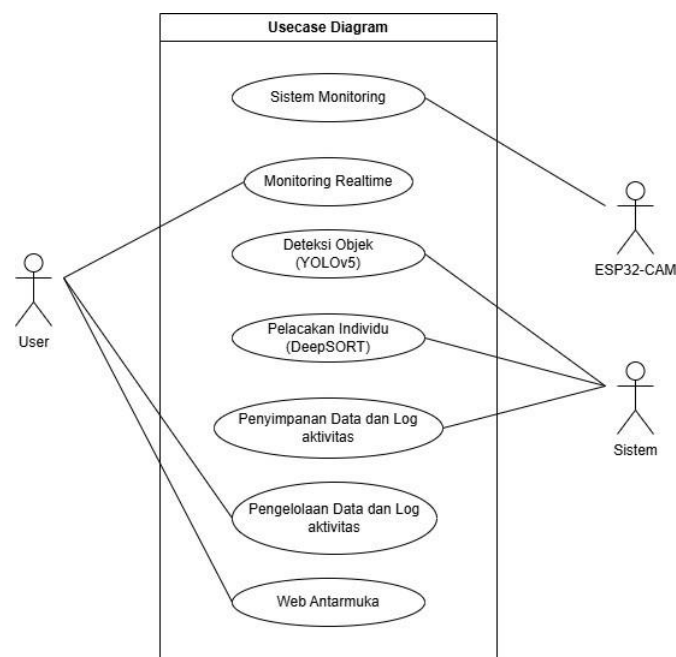 Usecase Diagram
Sistem Monitoring
Monitoring Realtime
Deteksi Objek
(YOLOv5)
ESP32-CAM
User
Pelacakan Individu
(DeepSORT)
Penyimpanan Data dan Log
aktivitas
Sistem
Pengelolaan Data dan Log
aktivitas
Web Antarmuka